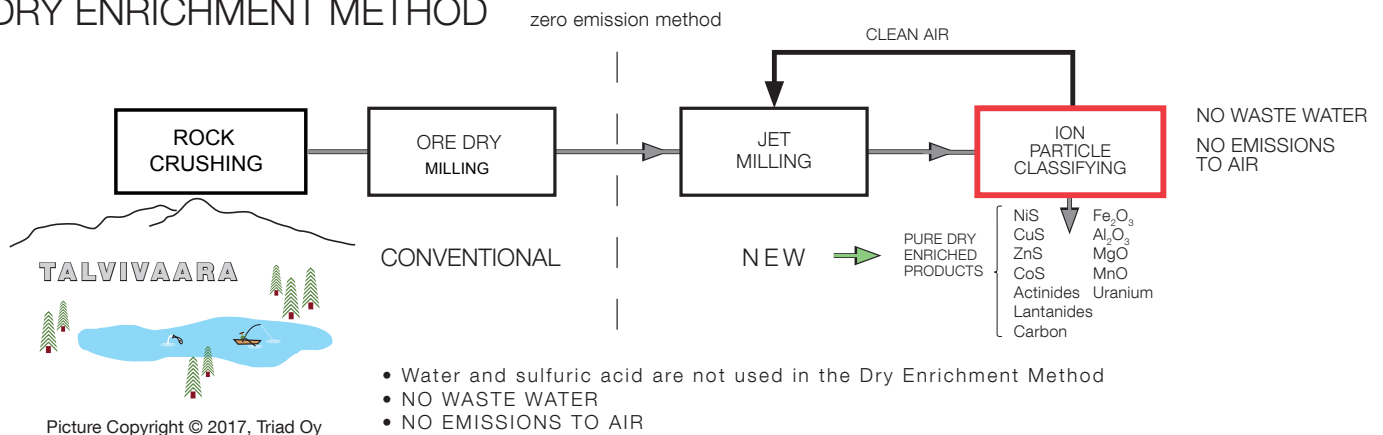 DRY ENRICHMENT METHOD
zero emission method
CLEAN AIR
ROCK
CRUSHING
ORE DRY
MILLING
JET
MILLING
ION
PARTICLE
CLASSIFYING
NO WASTE WATER
NO EMISSIONS
TO AIR
TALVIVAARA
CONVENTIONAL
NEW
PURE DRY
ENRICHED
PRODUCTS
NiS
CuS
ZnS
CoS
Actinides
Lantanides
Carbon
Fe₂O₃
Al₂O₃
MgO
MnO
Uranium
• Water and sulfuric acid are not used in the Dry Enrichment Method
• NO WASTE WATER
• NO EMISSIONS TO AIR
Picture Copyright © 2017, Triad Oy